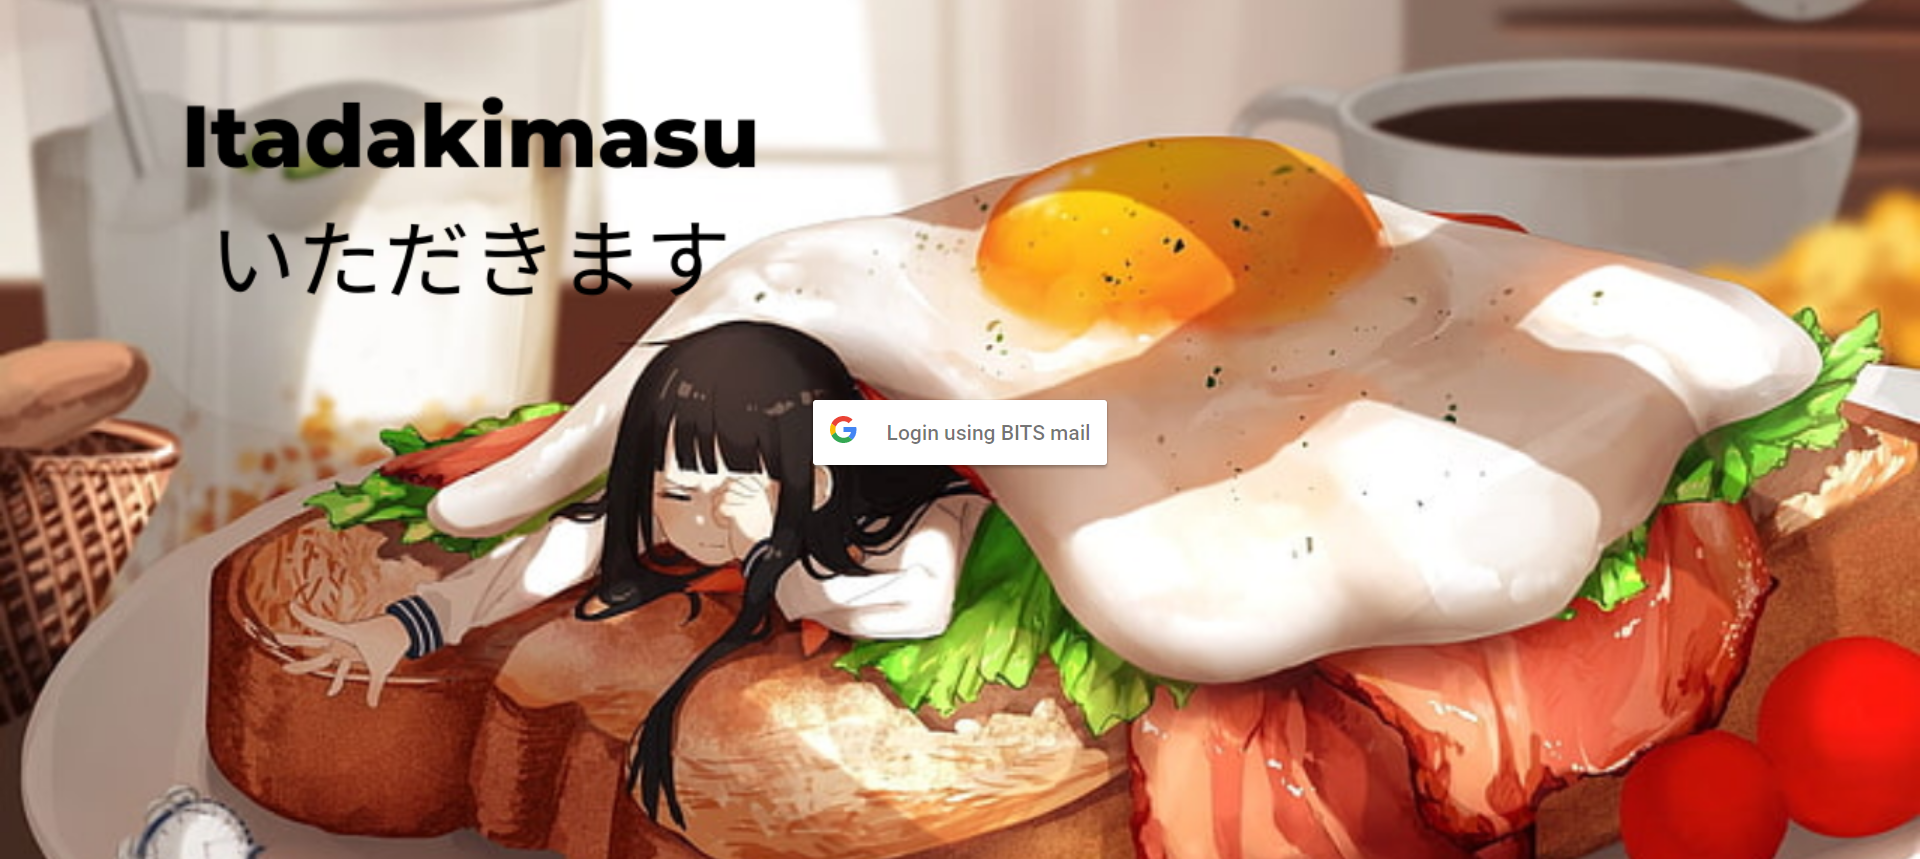 Itadakimasu
いただきます
Login using BITS mail